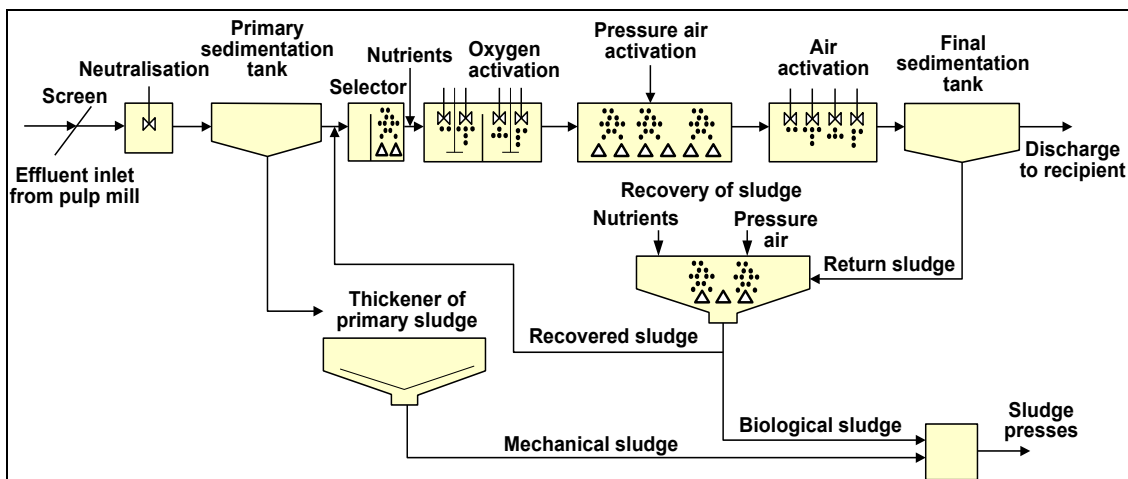 Primary
sedimentation
tank
Neutralisation
Screen
Effluent inlet
from pulp mill
Selector
Nutrients
Oxygen
activation
Pressure air
activation
Air
activation
Final
sedimentation
tank
Discharge
to recipient
Recovery of sludge
Nutrients
Pressure
air
Return sludge
Thickener of
primary sludge
Recovered sludge
Biological sludge
Mechanical sludge
Sludge
presses